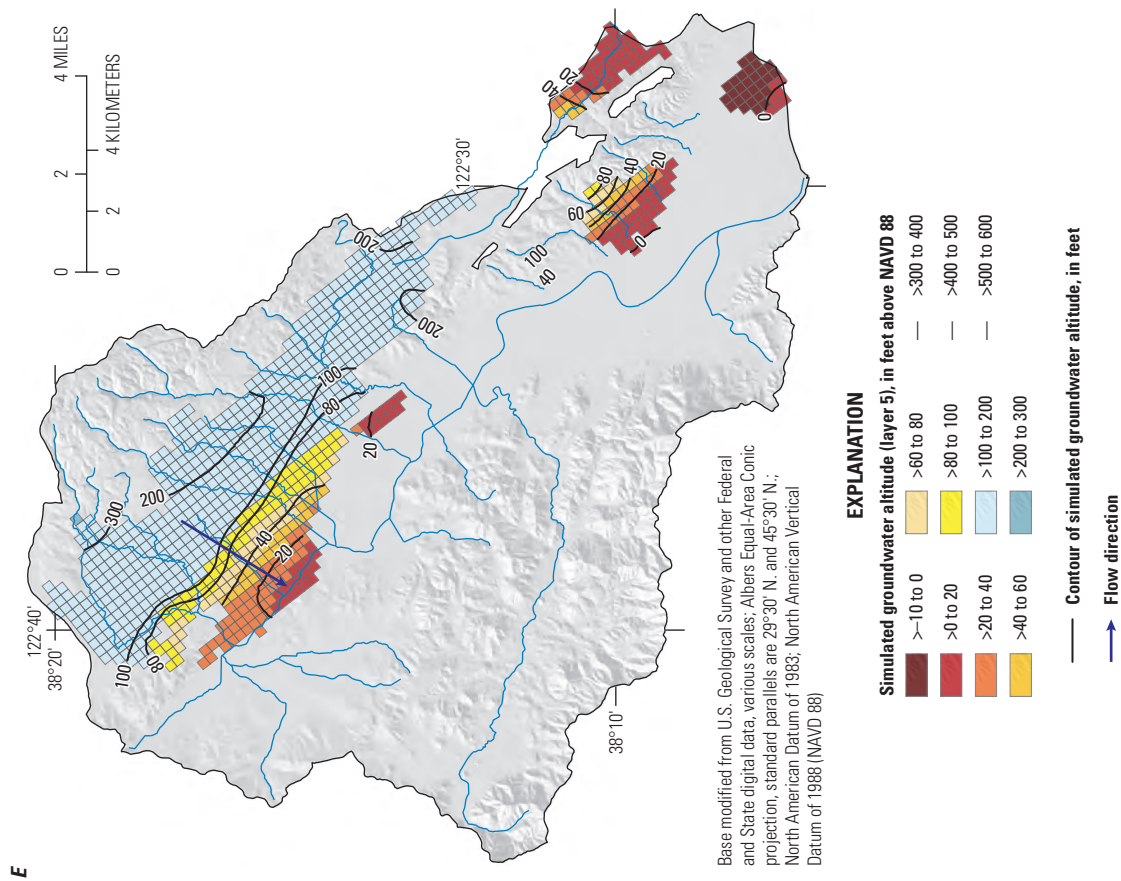 E
0 2 4 MILES
0 2 4 KILOMETERS
122°40'
122°30'
38°20'
38°10'
300
200
100
80
40
20
200
100
80
20
200
100
40
0
60
80
40
20
40
20
0
Base modified from U.S. Geological Survey and other Federal
and State digital data, various scales; Albers Equal-Area Conic
projection, standard parallels are 29°30' N. and 45°30' N.;
North American Datum of 1983; North American Vertical
Datum of 1988 (NAVD 88)
EXPLANATION
Simulated groundwater altitude (layer 5), in feet above NAVD 88
>−10 to 0 >60 to 80 — >300 to 400
>0 to 20 >80 to 100 — >400 to 500
>20 to 40 >100 to 200 — >500 to 600
>40 to 60 >200 to 300
Contour of simulated groundwater altitude, in feet
Flow direction